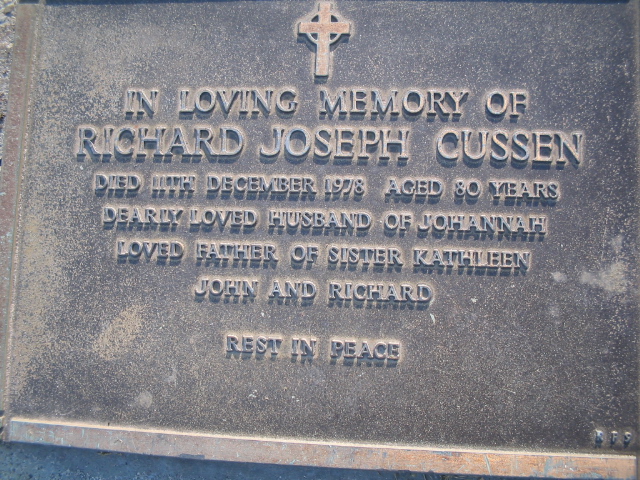 IN LOVING MEMORY OF
RICHARD JOSEPH CUSSEN
DIED 11TH DECEMBER 1978 AGED 80 YEARS
DEARLY LOVED HUSBAND OF JOHANNAH
LOVED FATHER OF SISTER KATHLEEN
JOHN AND RICHARD
REST IN PEACE